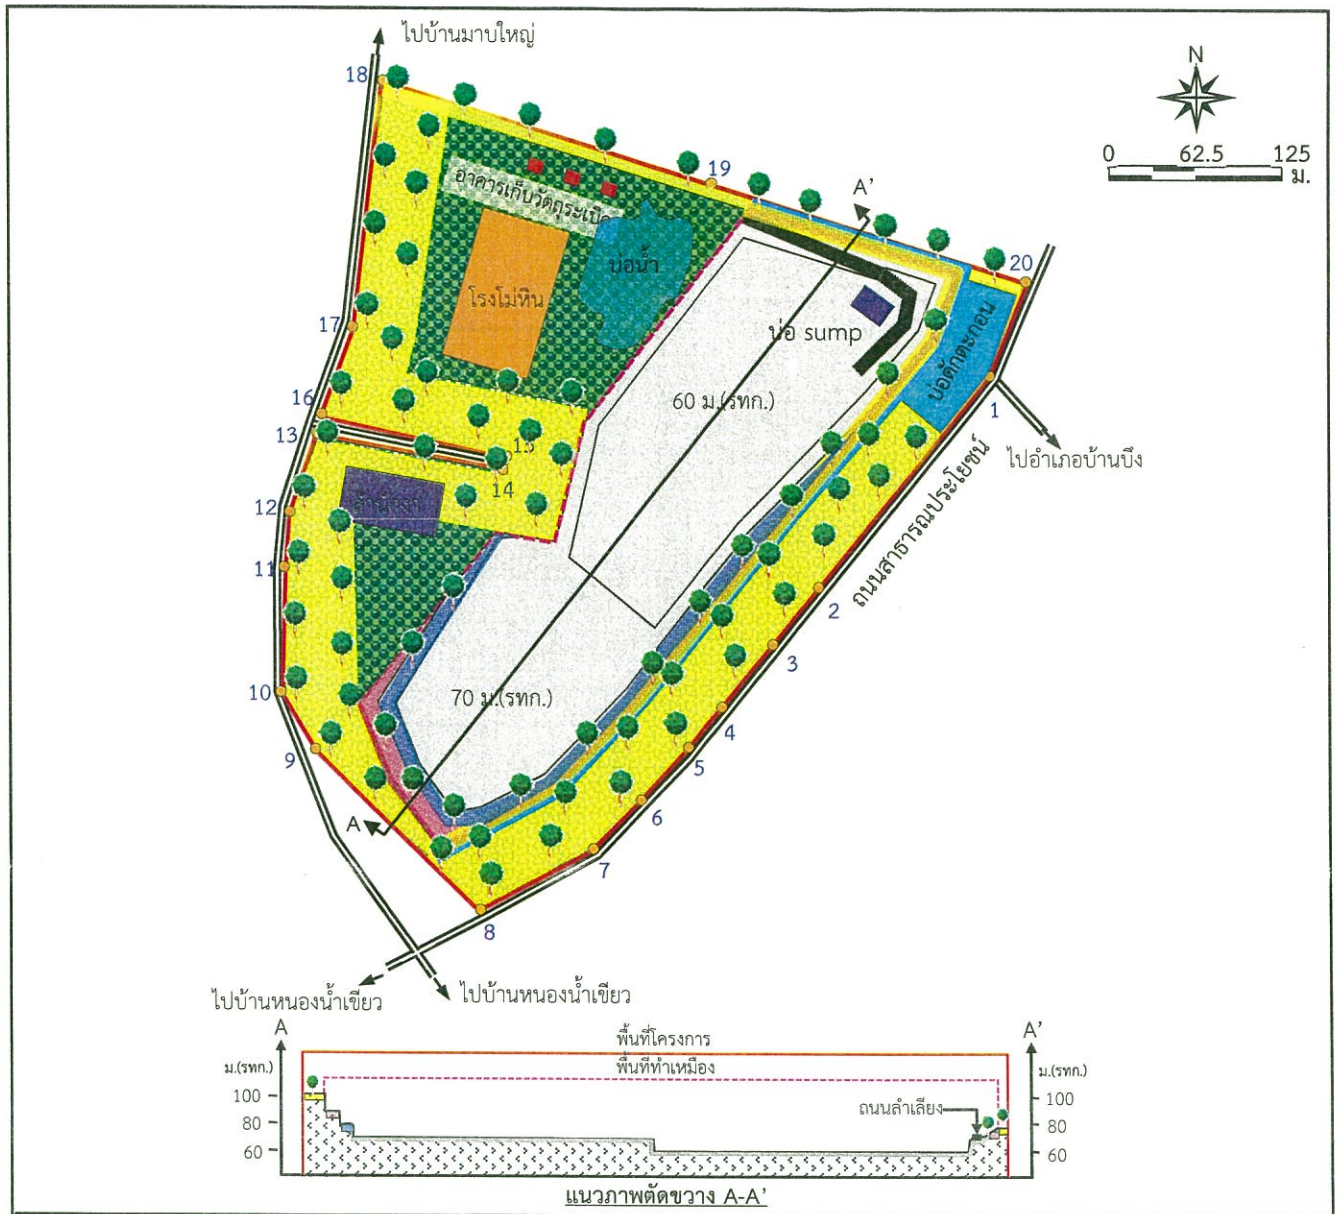 ไปบ้านมาบใหญ่
18
N
0 62.5 125
ม.
19
A'
อาคารเก็บวัตถุระเบิด
20
บ่อน้ำ
โรงโม่หิน
บ่อ sump
บ่อดักตะกอน
17
1
60 ม.(รทก.)
16
13
15
14
ไปอำเภอบ้านบึง
ถนนสาธารณประโยชน์
12
11
2
3
10
70 ม.(รทก.)
4
9
5
6
A
7
8
ไปบ้านหนองน้ำเขียว
ไปบ้านหนองน้ำเขียว
A
A'
พื้นที่โครงการ
พื้นที่ทำเหมือง
ม.(รทก.)
ม.(รทก.)
100
100
ถนนลำเลียง
80
80
60
60
แนวภาพตัดขวาง A-A'